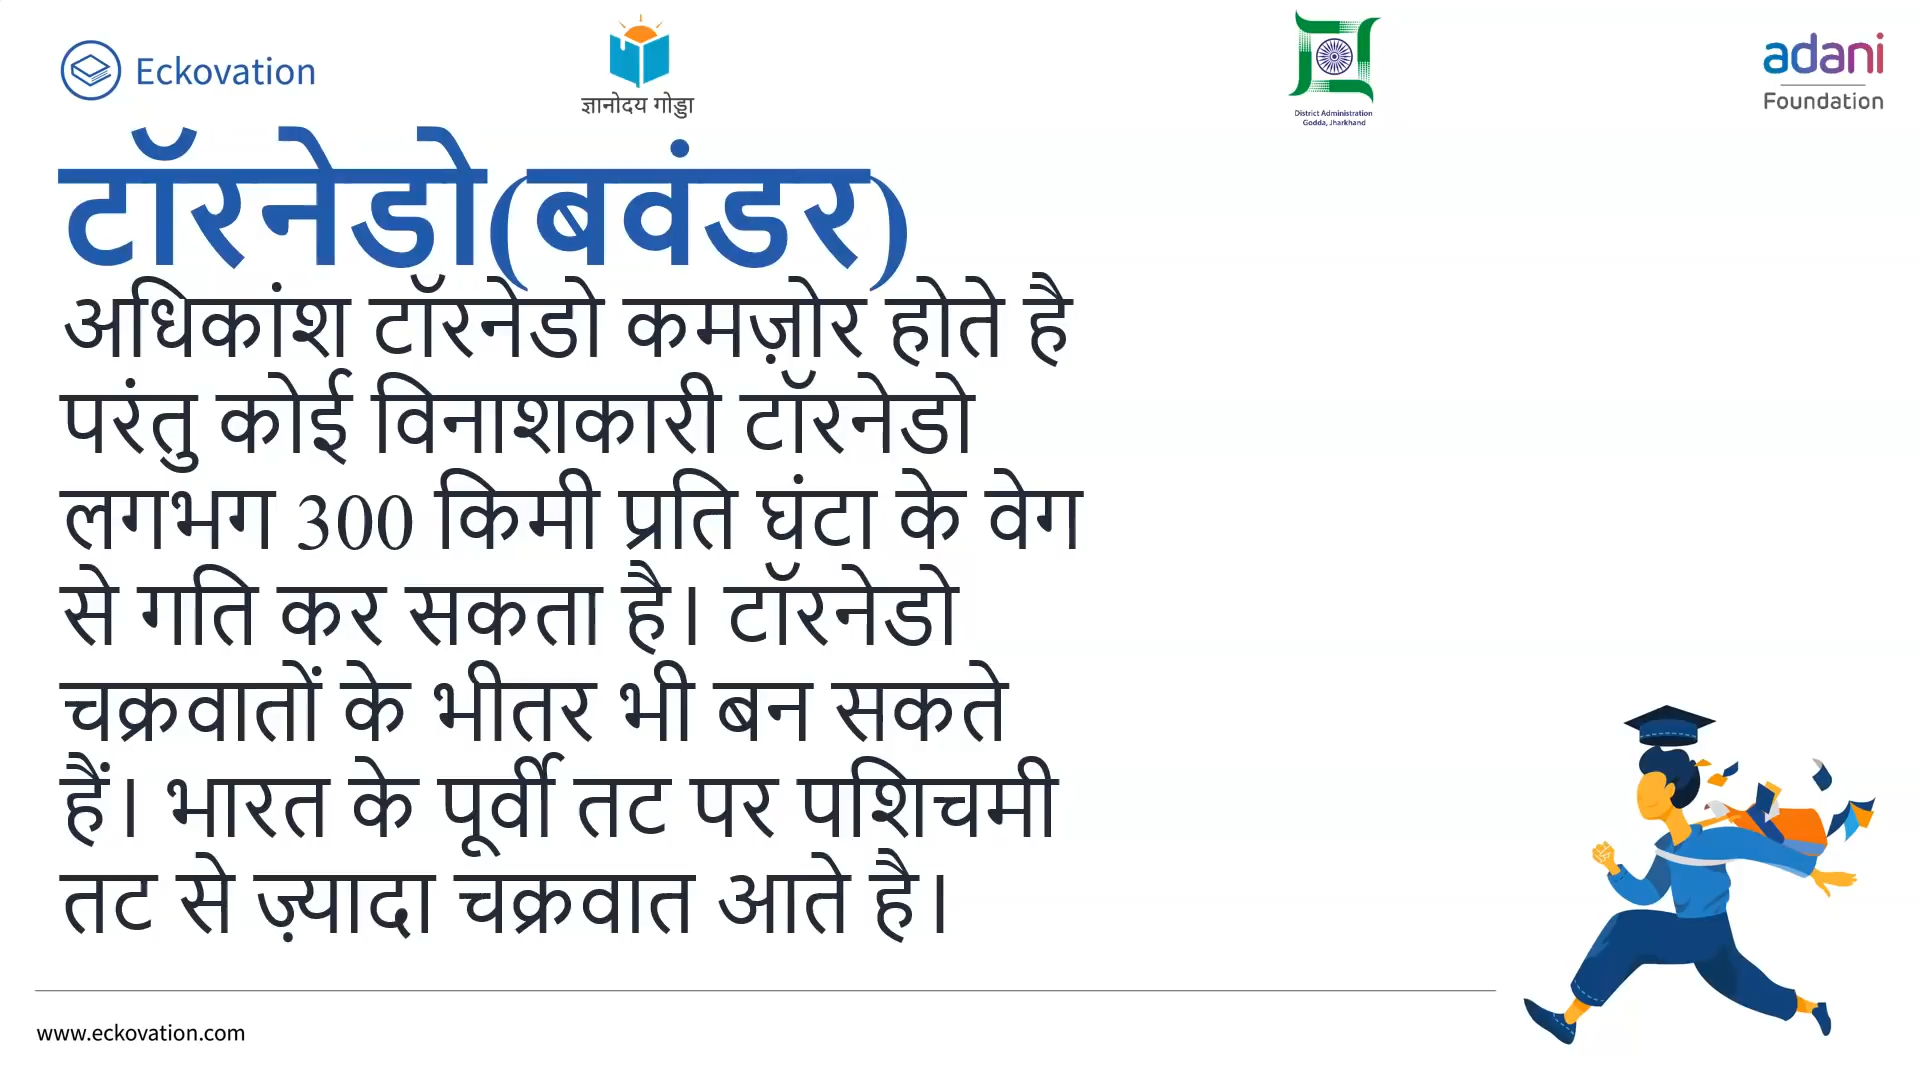 Eckovation
ज्ञानोदय गोड्डा
District Administration
Godda, Jharkhand
adani
Foundation
टॉरनेडो(बवंडर)
अधिकांश टॉरनेडो कमज़ोर होते है
परंतु कोई विनाशकारी टॉरनेडो
लगभग 300 किमी प्रति घंटा के वेग
से गति कर सकता है। टॉरनेडो
चक्रवातों के भीतर भी बन सकते
हैं। भारत के पूर्वी तट पर पशिचमी
तट से ज़्यादा चक्रवात आते है।
www.eckovation.com